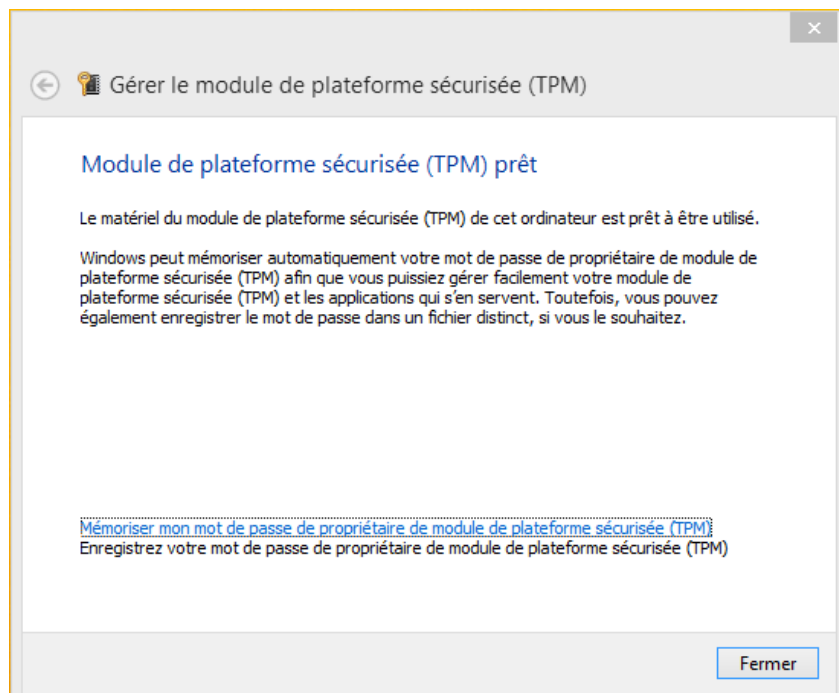 Gérer le module de plateforme sécurisée (TPM)
Module de plateforme sécurisée (TPM) prêt
Le matériel du module de plateforme sécurisée (TPM) de cet ordinateur est prêt à être utilisé.
Windows peut mémoriser automatiquement votre mot de passe de propriétaire de module de
plateforme sécurisée (TPM) afin que vous puissiez gérer facilement votre module de
plateforme sécurisée (TPM) et les applications qui s'en servent. Toutefois, vous pouvez
également enregistrer le mot de passe dans un fichier distinct, si vous le souhaitez.
Mémoriser mon mot de passe de propriétaire de module de plateforme sécurisée (TPM)
Enregistrez votre mot de passe de propriétaire de module de plateforme sécurisée (TPM)
Fermer